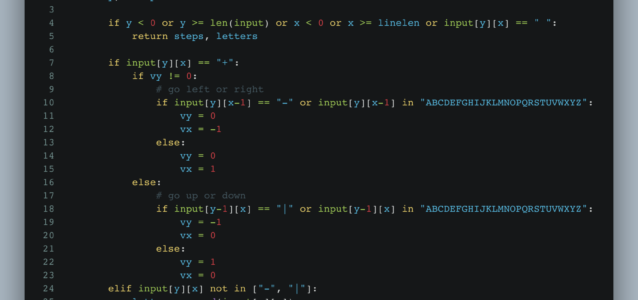 3
4 if y < 0 or y >= len(input) or x < 0 or x >= linelen or input[y][x] == " ":
5 return steps, letters
6
7 if input[y][x] == "+":
8 if vy != 0:
9 # go left or right
10 if input[y][x-1] == "-" or input[y][x-1] in "ABCDEFGHIJKLMNOPQRSTUVWXYZ":
11 vy = 0
12 vx = -1
13 else:
14 vy = 0
15 vx = 1
16 else:
17 # go up or down
18 if input[y-1][x] == "|" or input[y-1][x] in "ABCDEFGHIJKLMNOPQRSTUVWXYZ":
19 vy = -1
20 vx = 0
21 else:
22 vy = 1
23 vx = 0
24 elif input[y][x] not in ["-", "|"]: